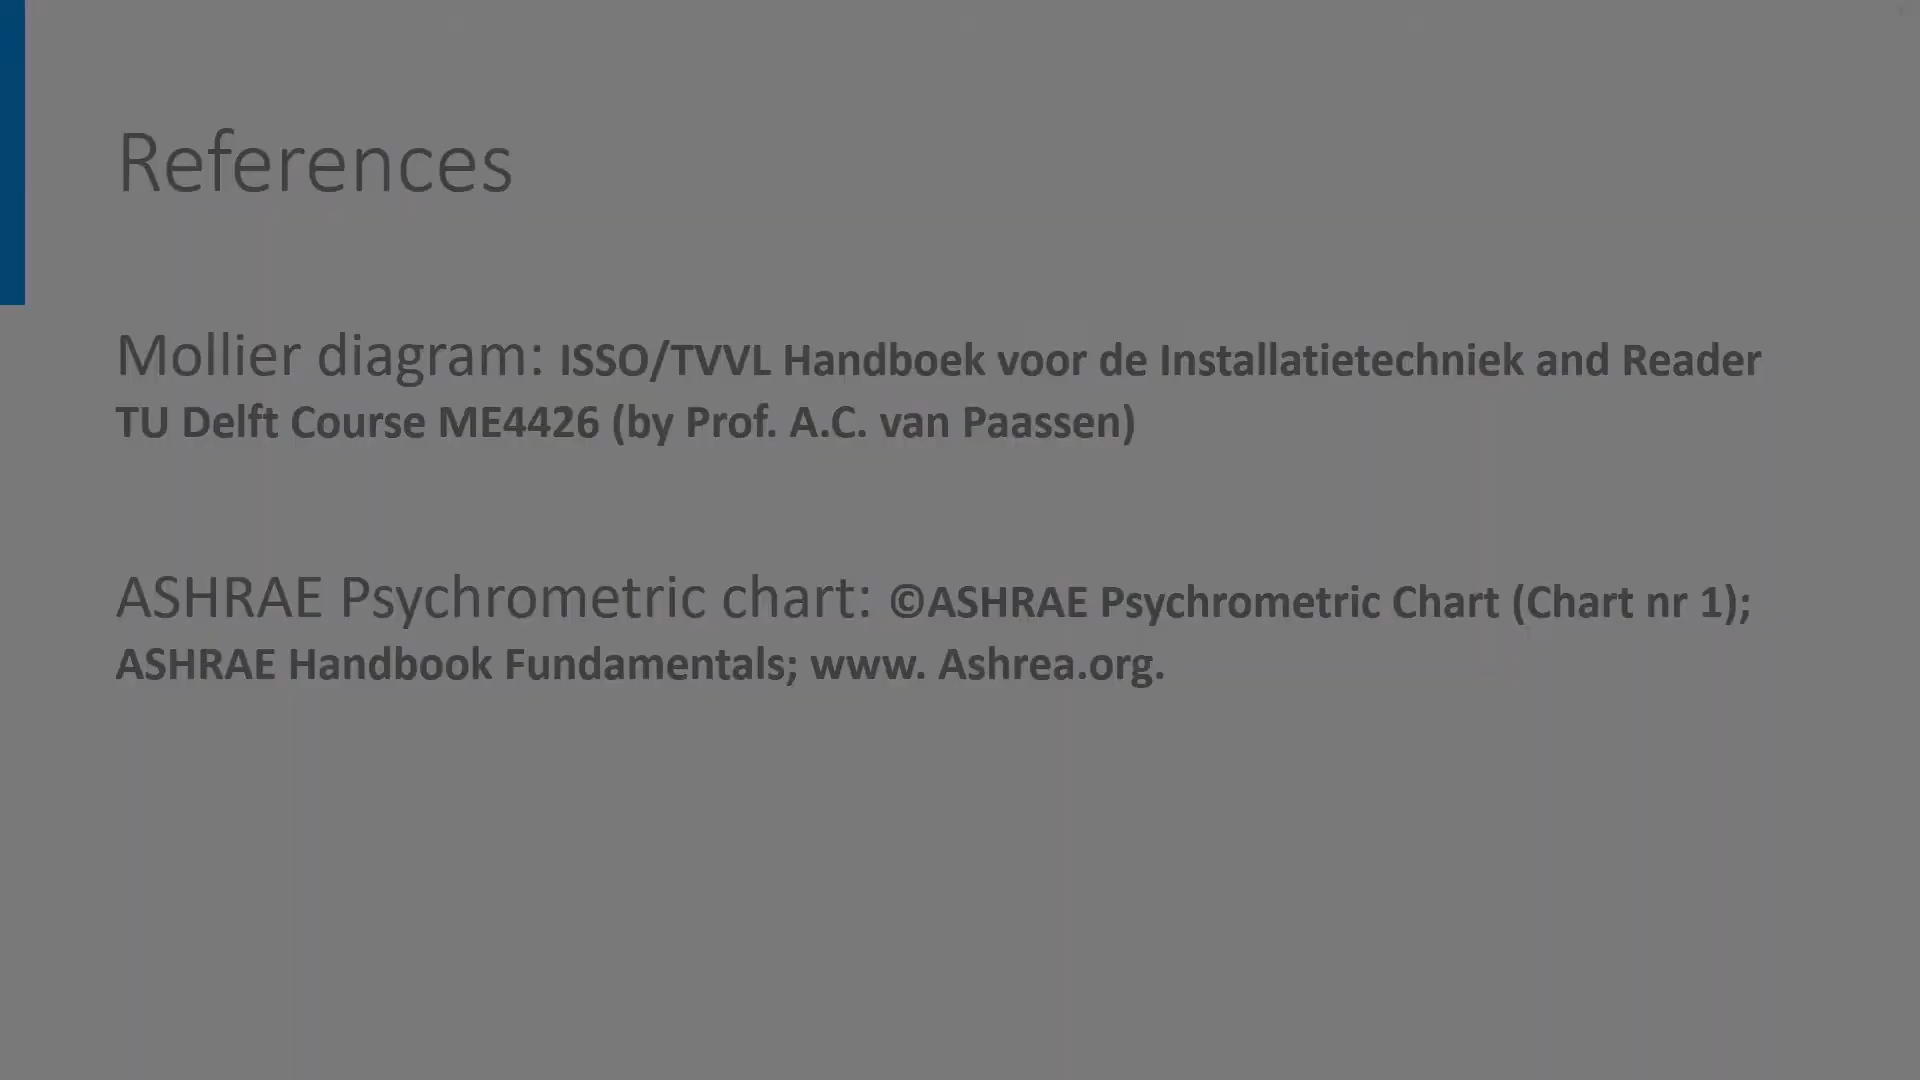 References
Mollier diagram: ISSO/TVVL Handboek voor de Installatietechniek and Reader
TU Delft Course ME4426 (by Prof. A.C. van Paassen)
ASHRAE Psychrometric chart: ©ASHRAE Psychrometric Chart (Chart nr 1);
ASHRAE Handbook Fundamentals; www. Ashrea.org.